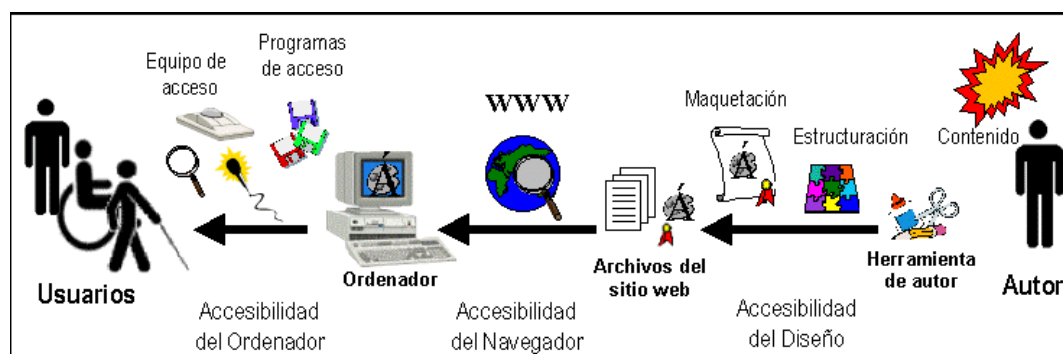 Equipo de
acceso
Programas
de acceso
WWW
Maquetación
Estructuración
Contenido
Á
Á
Á
Usuarios
Ordenador
Archivos del
sitio web
Herramienta
de autor
Autor
Accesibilidad
del Ordenador
Accesibilidad
del Navegador
Accesibilidad
del Diseño